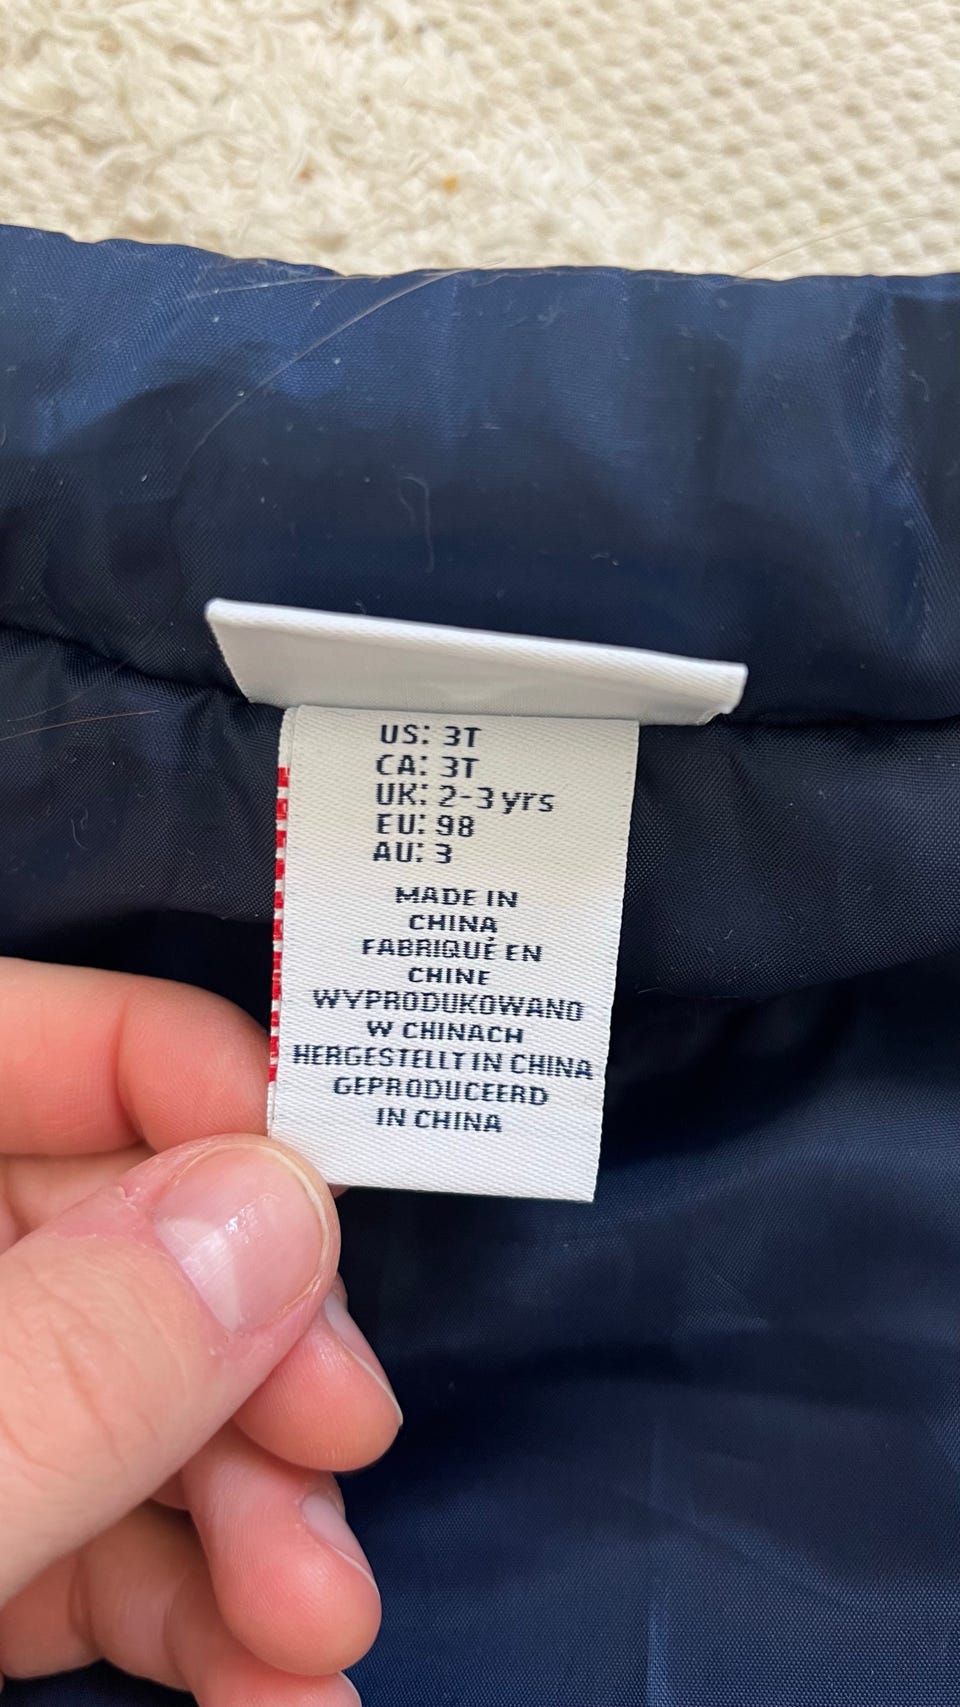 US: 3T
CA: 3T
UK: 2-3 yrs
EU: 98
AU: 3
MADE IN
CHINA
FABRIQUÉ EN
CHINE
WYPRODUKOWANO
W CHINACH
HERGESTELLT IN CHINA
GEPRODUCEERD
IN CHINA